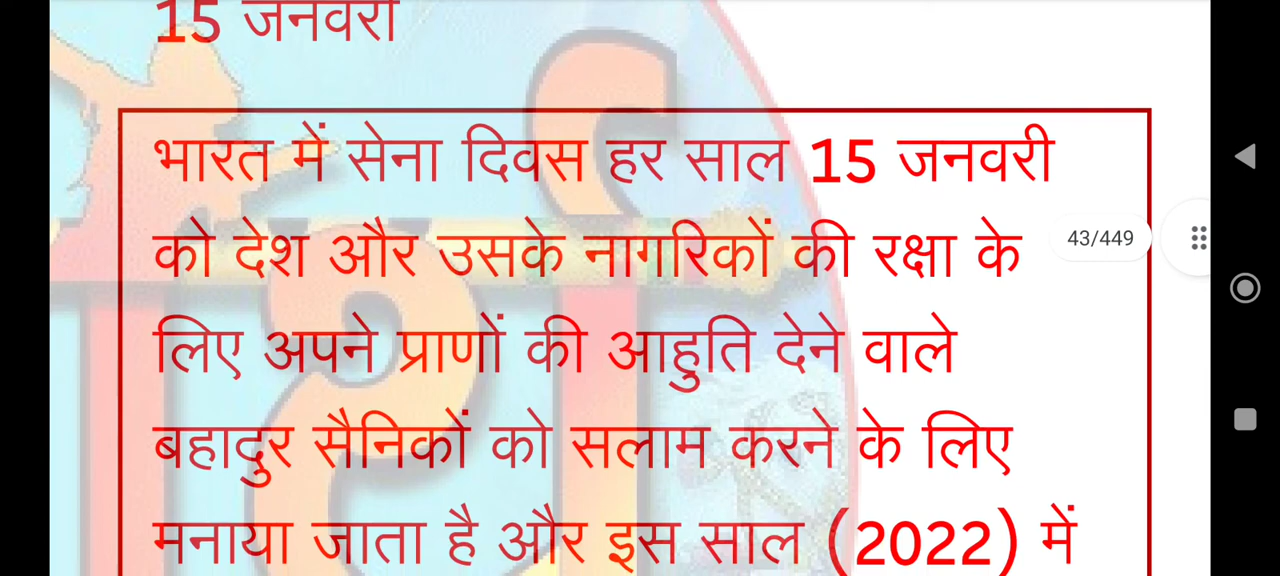 15 जनवरी
भारत में सेना दिवस हर साल 15 जनवरी
को देश और उसके नागरिकों की रक्षा के
43/449
लिए अपने प्राणों की आहुति देने वाले
बहादुर सैनिकों को सलाम करने के लिए
मनाया जाता है और इस साल (2022) में